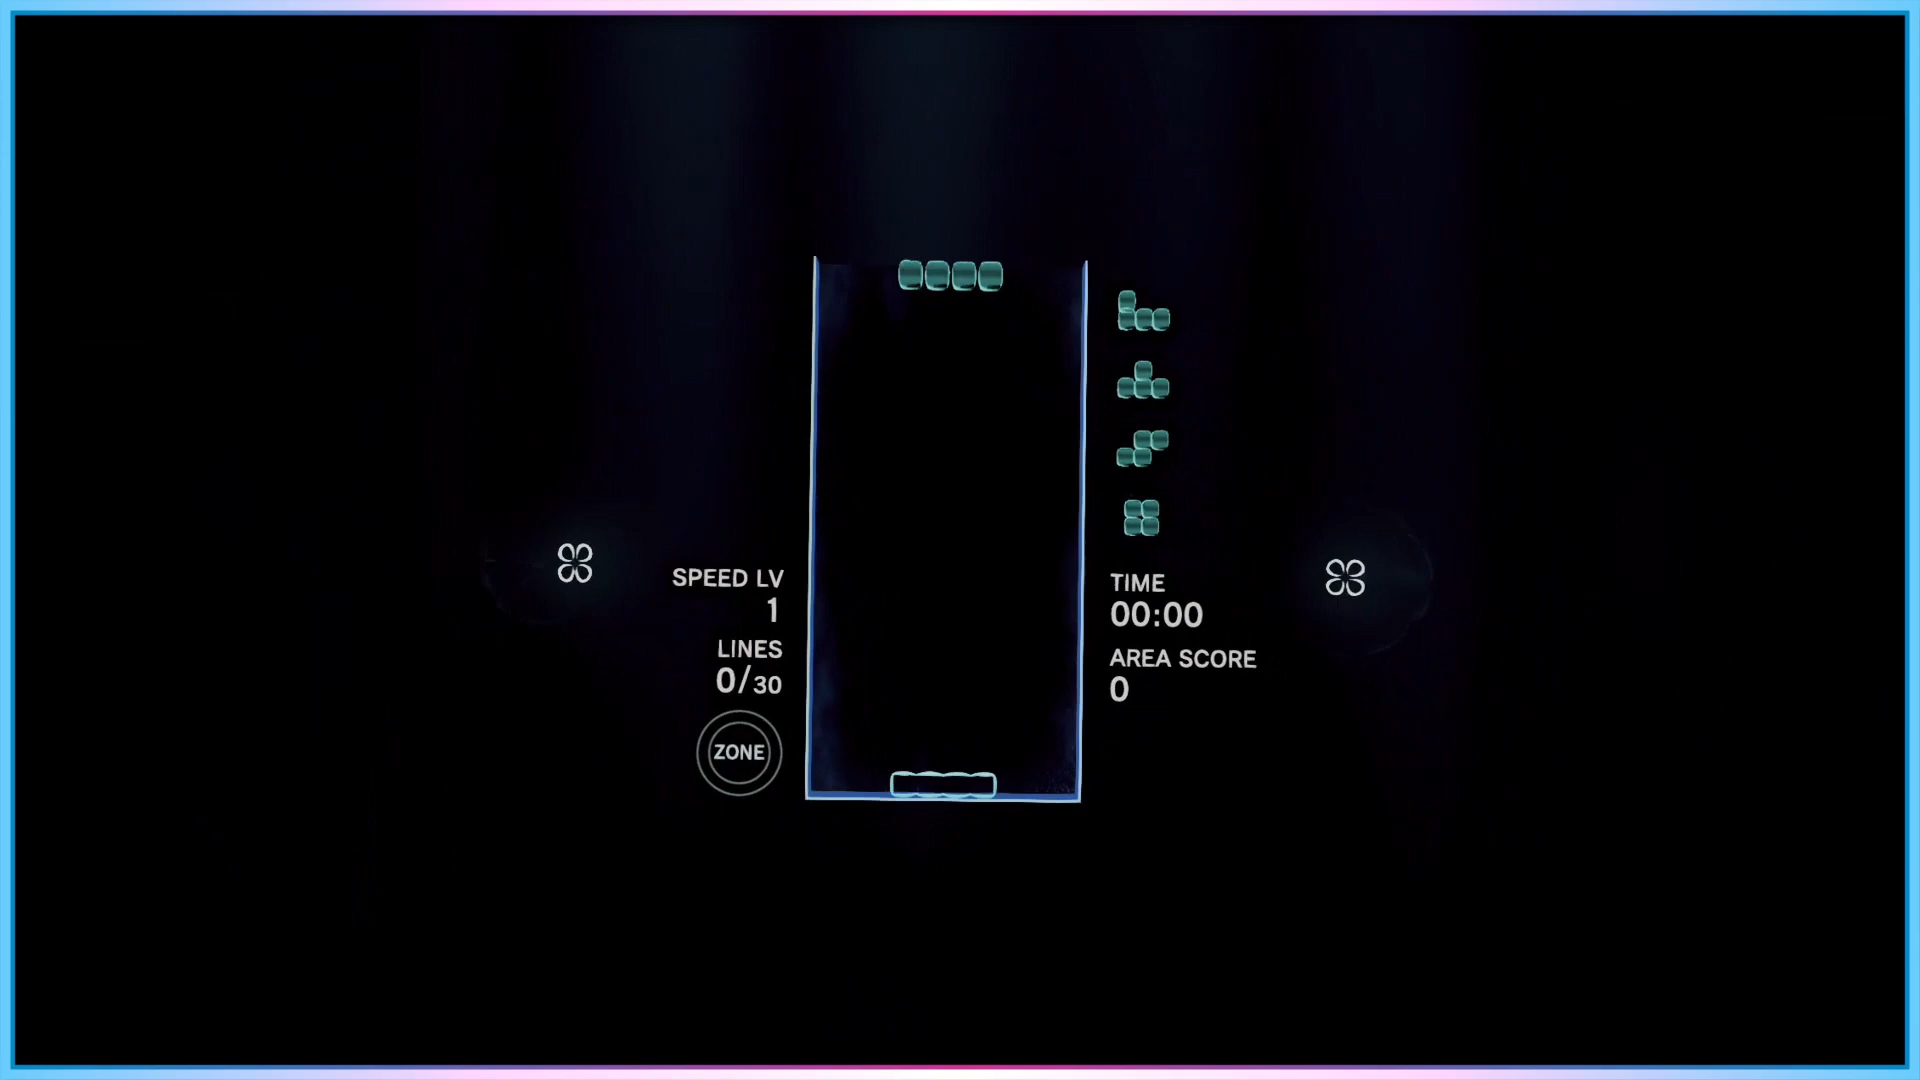 SPEED LV
1
LINES
0/30
ZONE
TIME
00:00
AREA SCORE
0